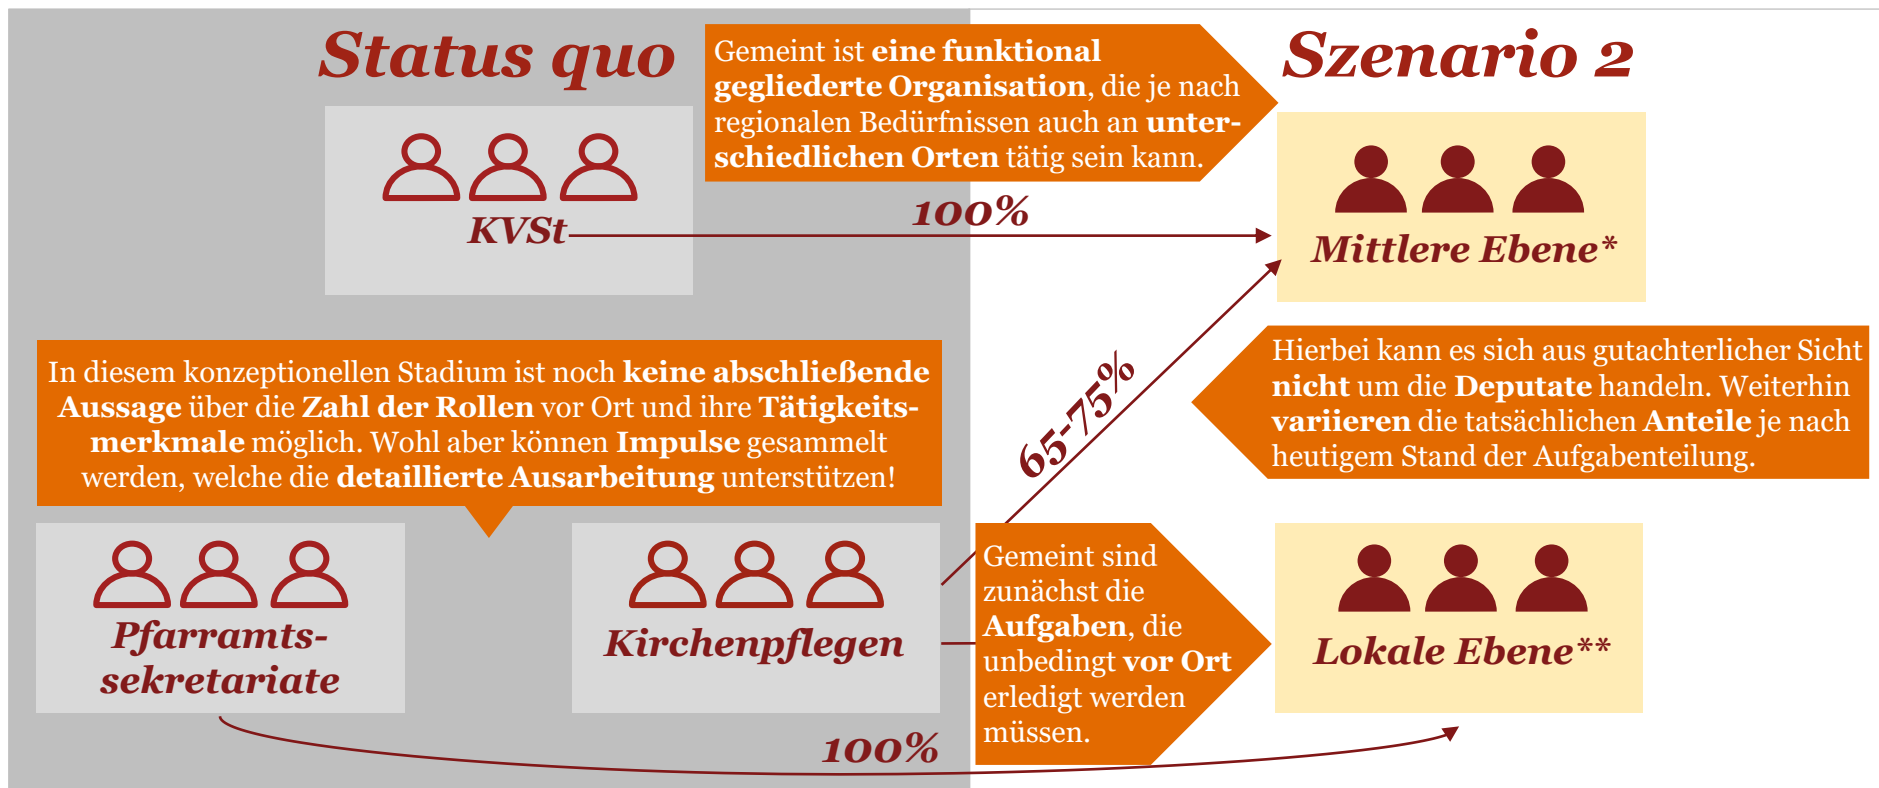 Status quo
Gemeint ist eine funktional
gegliederte Organisation, die je nach
regionalen Bedürfnissen auch an unter-
schiedlichen Orten tätig sein kann.
Szenario 2
KVSt
100%
Mittlere Ebene*
In diesem konzeptionellen Stadium ist noch keine abschließende
Aussage über die Zahl der Rollen vor Ort und ihre Tätigkeits-
merkmale möglich. Wohl aber können Impulse gesammelt
werden, welche die detaillierte Ausarbeitung unterstützen!
65-75%
Hierbei kann es sich aus gutachterlicher Sicht
nicht um die Deputate handeln. Weiterhin
variieren die tatsächlichen Anteile je nach
heutigem Stand der Aufgabenteilung.
Pfarramts-
sekretariate
Kirchenpflegen
Gemeint sind
zunächst die
Aufgaben, die
unbedingt vor Ort
erledigt werden
müssen.
Lokale Ebene**
100%